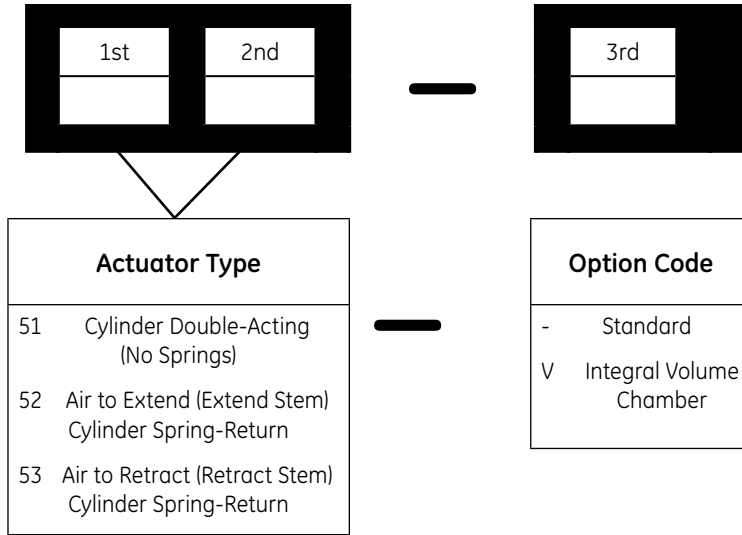 1st
2nd
3rd
Actuator Type
51 Cylinder Double-Acting
(No Springs)
52 Air to Extend (Extend Stem)
Cylinder Spring-Return
53 Air to Retract (Retract Stem)
Cylinder Spring-Return
Option Code
- Standard
V Integral Volume
Chamber